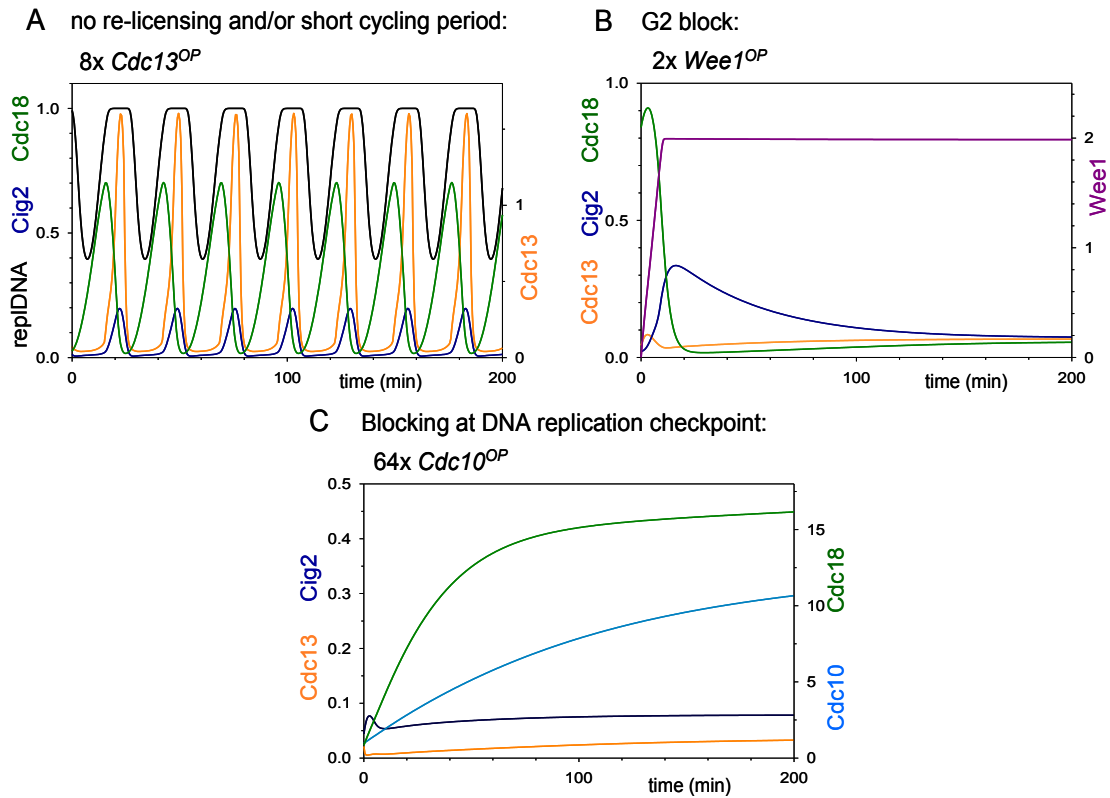 A no re-licensing and/or short cycling period:
8x Cdc13OP
Cdc18
Cig2
replDNA
1.0
0.5
0.0
1
0
Cdc13
0 100 200
time (min)
B G2 block:
2x Wee1OP
Cdc18
Cig2
Cdc13
1.0
0.5
0.0
2
1
0
Wee1
0 100 200
time (min)
C Blocking at DNA replication checkpoint:
64x Cdc10OP
Cig2
Cdc13
0.5
0.4
0.3
0.2
0.1
0.0
15
10
5
0
Cdc18
Cdc10
0 100 200
time (min)